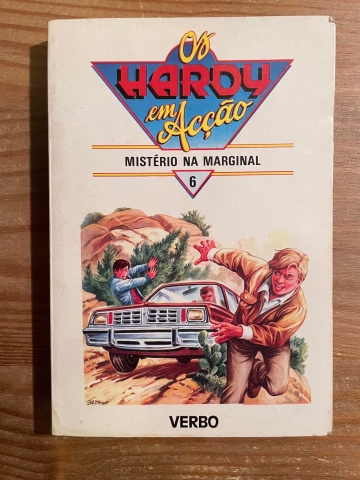 Os
HARDY
em Acção
MISTÉRIO NA MARGINAL
6
VERBO